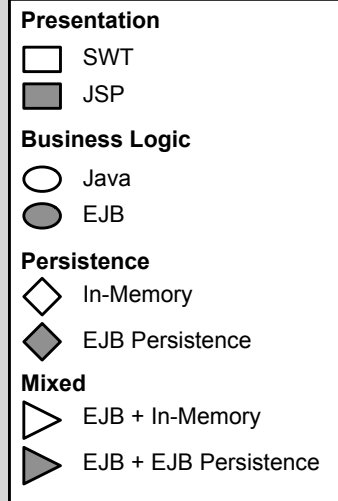 Presentation
SWT
JSP
Business Logic
Java
EJB
Persistence
In-Memory
EJB Persistence
Mixed
EJB + In-Memory
EJB + EJB Persistence